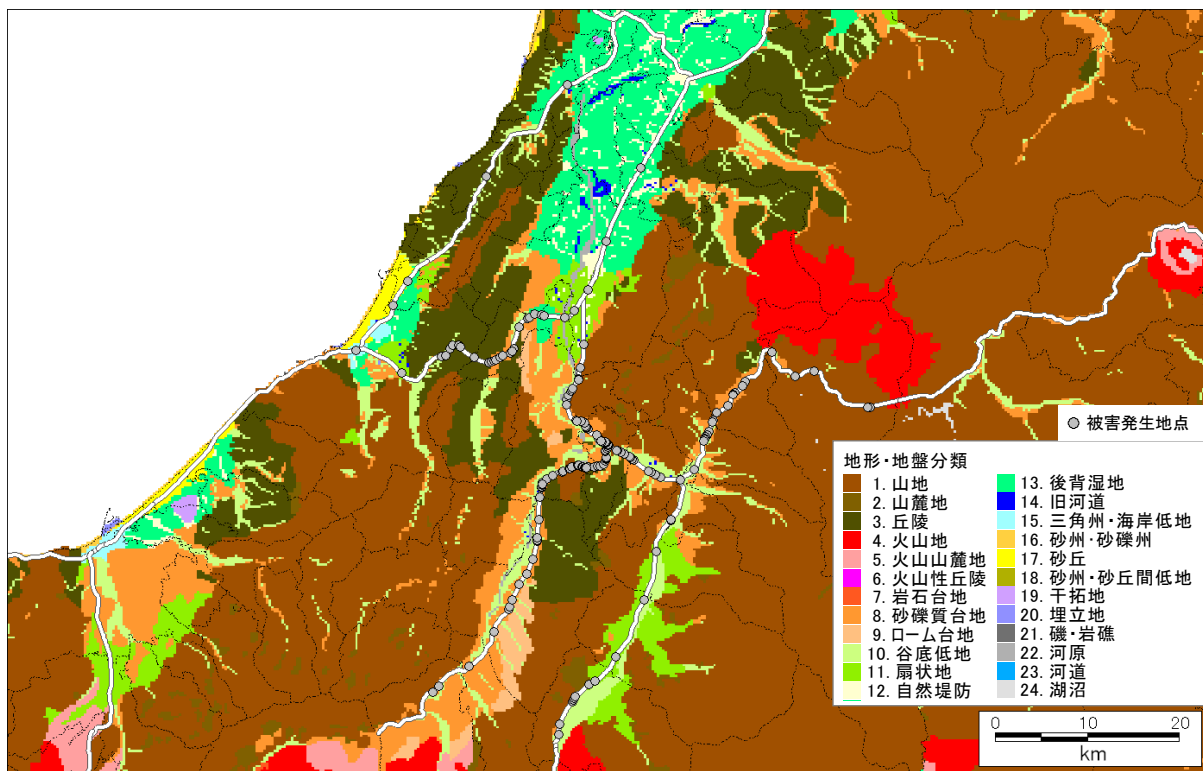 被害発生地点
地形・地盤分類
1. 山地
2. 山麓地
3. 丘陵
4. 火山地
5. 火山山麓地
6. 火山性丘陵
7. 岩石台地
8. 砂礫質台地
9. ローム台地
10. 谷底低地
11. 扇状地
12. 自然堤防
13. 後背湿地
14. 旧河道
15. 三角州・海岸低地
16. 砂州・砂礫州
17. 砂丘
18. 砂州・砂丘間低地
19. 干拓地
20. 埋立地
21. 磯・岩礁
22. 河原
23. 河道
24. 湖沼
0 10 20
km